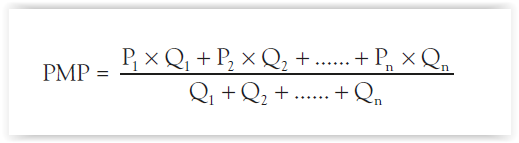 PMP = P₁ × Q₁ + P₂ × Q₂ + ...... + Pₙ × Qₙ
Q₁ + Q₂ + ...... + Qₙ